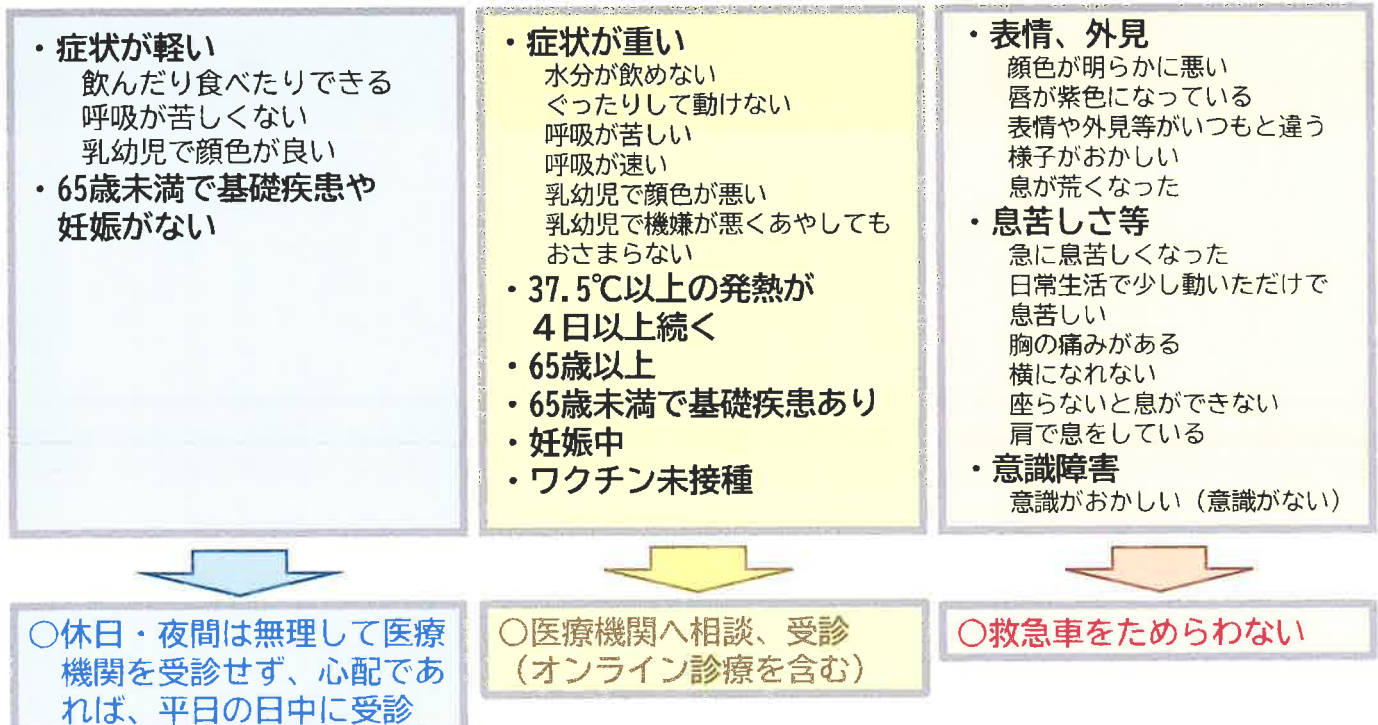 ・症状が軽い
飲んだり食べたりできる
呼吸が苦しくない
乳幼児で顔色が良い
・65歳未満で基礎疾患や
妊娠がない
・症状が重い
水分が飲めない
ぐったりして動けない
呼吸が苦しい
呼吸が速い
乳幼児で顔色が悪い
乳幼児で機嫌が悪くあやしても
おさまらない
・37.5℃以上の発熱が
４日以上続く
・65歳以上
・65歳未満で基礎疾患あり
・妊娠中
・ワクチン未接種
・表情、外見
顔色が明らかに悪い
唇が紫色になっている
表情や外見等がいつもと違う
様子がおかしい
息が荒くなった
・息苦しさ等
急に息苦しくなった
日常生活で少し動いただけで
息苦しい
胸の痛みがある
横になれない
座らないと息ができない
肩で息をしている
・意識障害
意識がおかしい（意識がない）
○休日・夜間は無理して医療
機関を受診せず、心配であ
れば、平日の日中に受診
○医療機関へ相談、受診
（オンライン診療を含む）
○救急車をためらわない